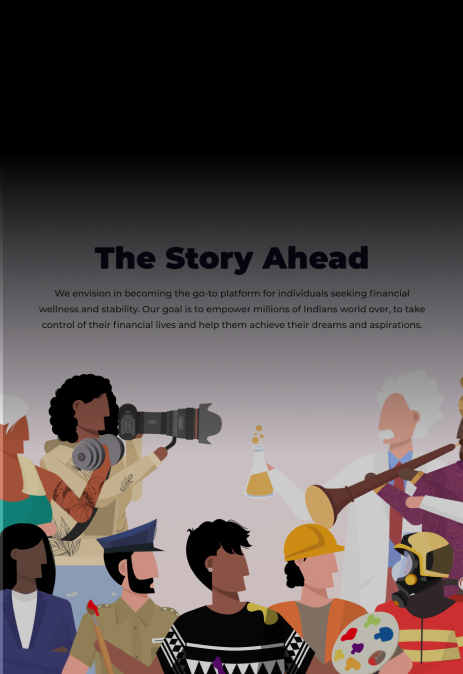 The Story Ahead
We envision in becoming the go-to platform for individuals seeking financial
wellness and stability. Our goal is to empower millions of Indians world over, to take
control of their financial lives and help them achieve their dreams and aspirations.